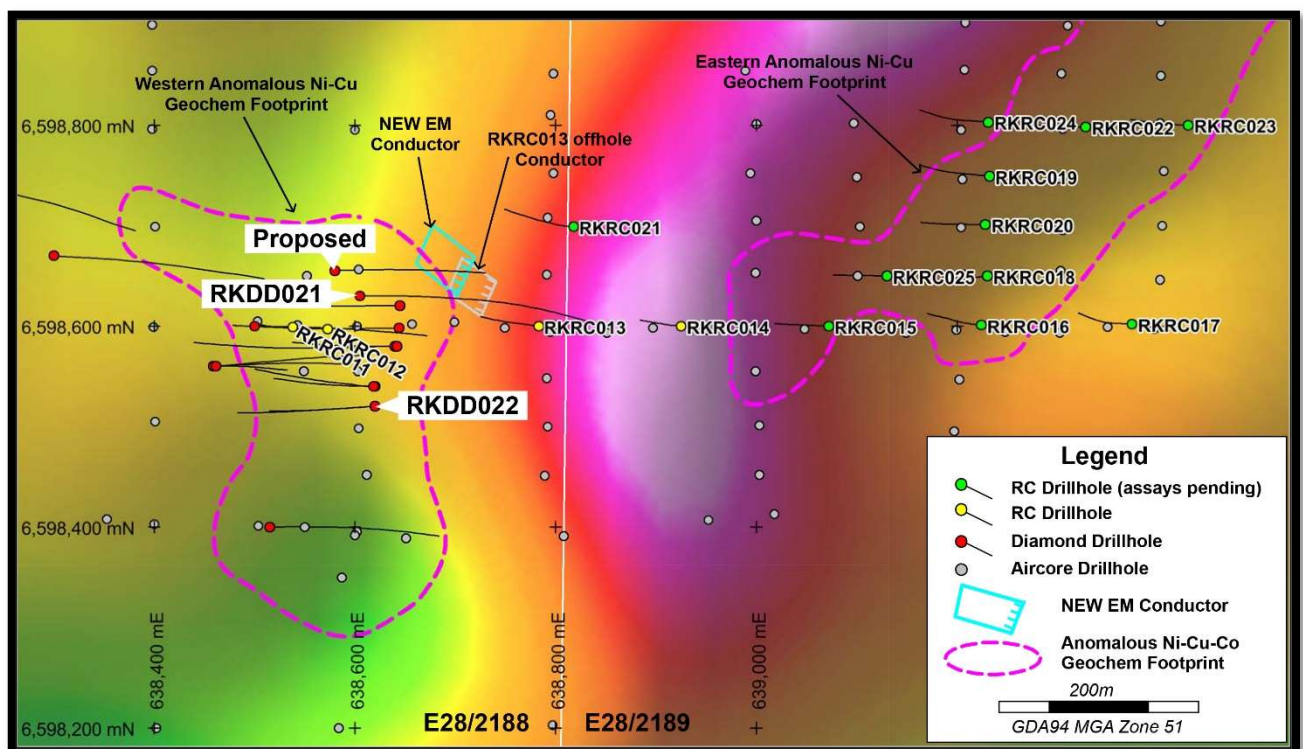 Western Anomalous Ni-Cu
Geochem Footprint
NEW EM
Conductor
RKRC013 offhole
Conductor
Eastern Anomalous Ni-Cu
Geochem Footprint
6,598,800 mN
RKRC024
RKRC022
RKRC023
RKRC019
RKRC021
RKRC020
Proposed
RKRC025
RKRC018
RKDD021
6,598,600 mN
RKRC013
RKRC014
RKRC015
RKRC016
RKRC017
RKRC012
RKRC011
RKDD022
6,598,400 mN
638,400 mE
638,600 mE
638,800 mE
639,000 mE
6,598,200 mN
E28/2188
E28/2189
Legend
RC Drillhole (assays pending)
RC Drillhole
Diamond Drillhole
Aircore Drillhole
NEW EM Conductor
Anomalous Ni-Cu-Co
Geochem Footprint
200m
GDA94 MGA Zone 51